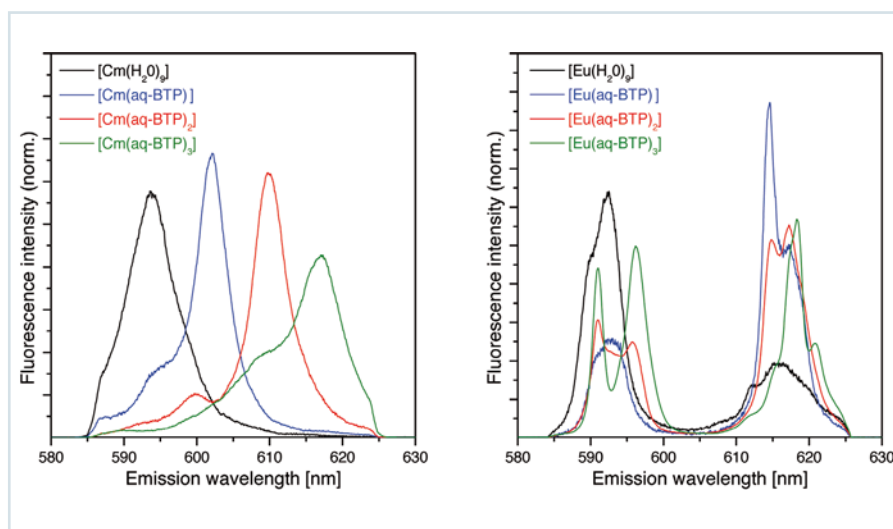 [Cm(H₂0)₉]
[Cm(aq-BTP)]
[Cm(aq-BTP)₂]
[Cm(aq-BTP)₃]
Fluorescence intensity (norm.)
580 590 600 610 620 630
Emission wavelength [nm]
[Eu(H₂0)₉]
[Eu(aq-BTP) ]
[Eu(aq-BTP)₂]
[Eu(aq-BTP)₃]
Fluorescence intensity (norm.)
580 590 600 610 620 630
Emission wavelength [nm]